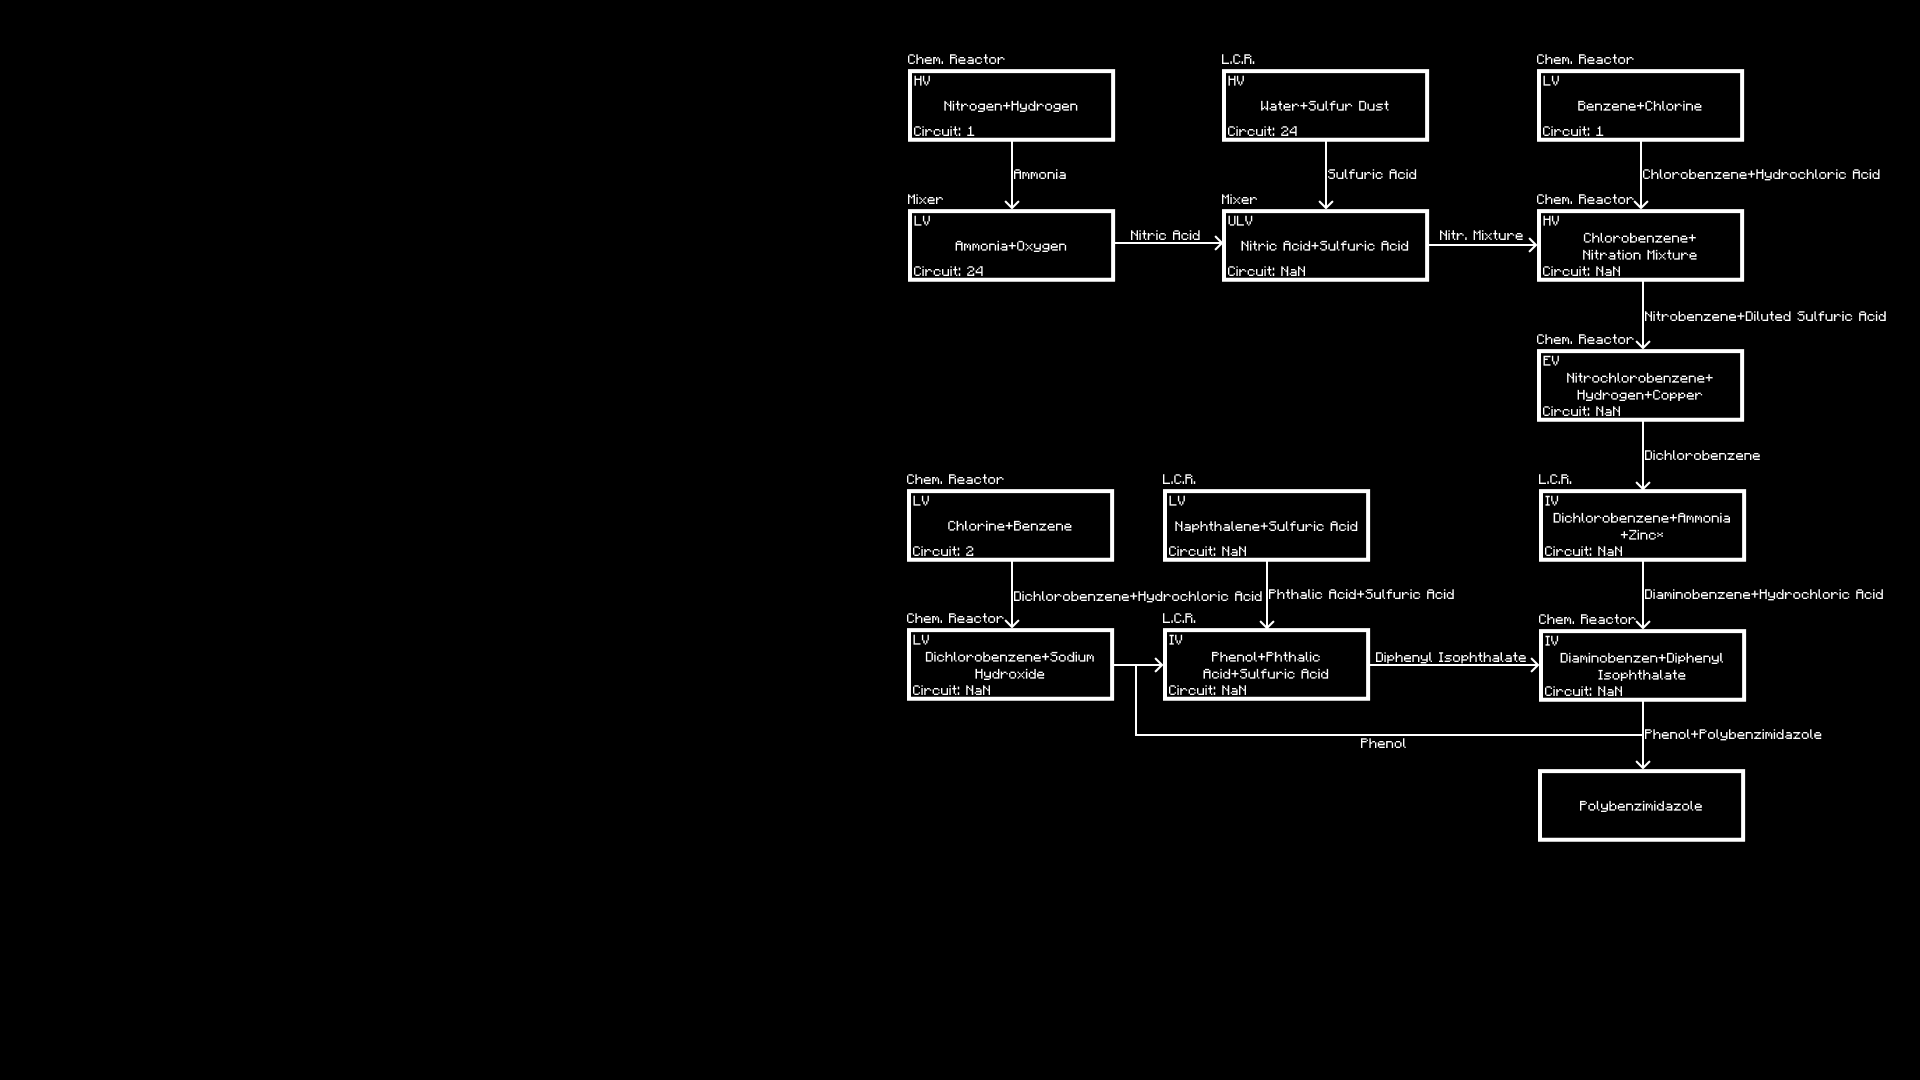 Chem. Reactor
HV
Nitrogen+Hydrogen
Circuit: 1
L.C.R.
HV
Water+Sulfur Dust
Circuit: 24
Chem. Reactor
LV
Benzene+Chlorine
Circuit: 1
Ammonia
Sulfuric Acid
Chlorobenzene+Hydrochloric Acid
Mixer
LV
Ammonia+Oxygen
Circuit: 24
Nitric Acid
Mixer
ULV
Nitric Acid+Sulfuric Acid
Circuit: NaN
Nitr. Mixture
Chem. Reactor
HV
Chlorobenzene+
Nitration Mixture
Circuit: NaN
Nitrobenzene+Diluted Sulfuric Acid
Chem. Reactor
EV
Nitrochlorobenzene+
Hydrogen+Copper
Circuit: NaN
Dichlorobenzene
Chem. Reactor
LV
Chlorine+Benzene
Circuit: 2
L.C.R.
LV
Naphthalene+Sulfuric Acid
Circuit: NaN
L.C.R.
IV
Dichlorobenzene+Ammonia
+Zinc*
Circuit: NaN
Dichlorobenzene+Hydrochloric Acid
Phthalic Acid+Sulfuric Acid
Diaminobenzene+Hydrochloric Acid
Chem. Reactor
LV
Dichlorobenzene+Sodium
Hydroxide
Circuit: NaN
L.C.R.
IV
Phenol+Phthalic
Acid+Sulfuric Acid
Circuit: NaN
Diphenyl Isophthalate
Chem. Reactor
IV
Diaminobenzen+Diphenyl
Isophthalate
Circuit: NaN
Phenol
Phenol+Polybenzimidazole
Polybenzimidazole